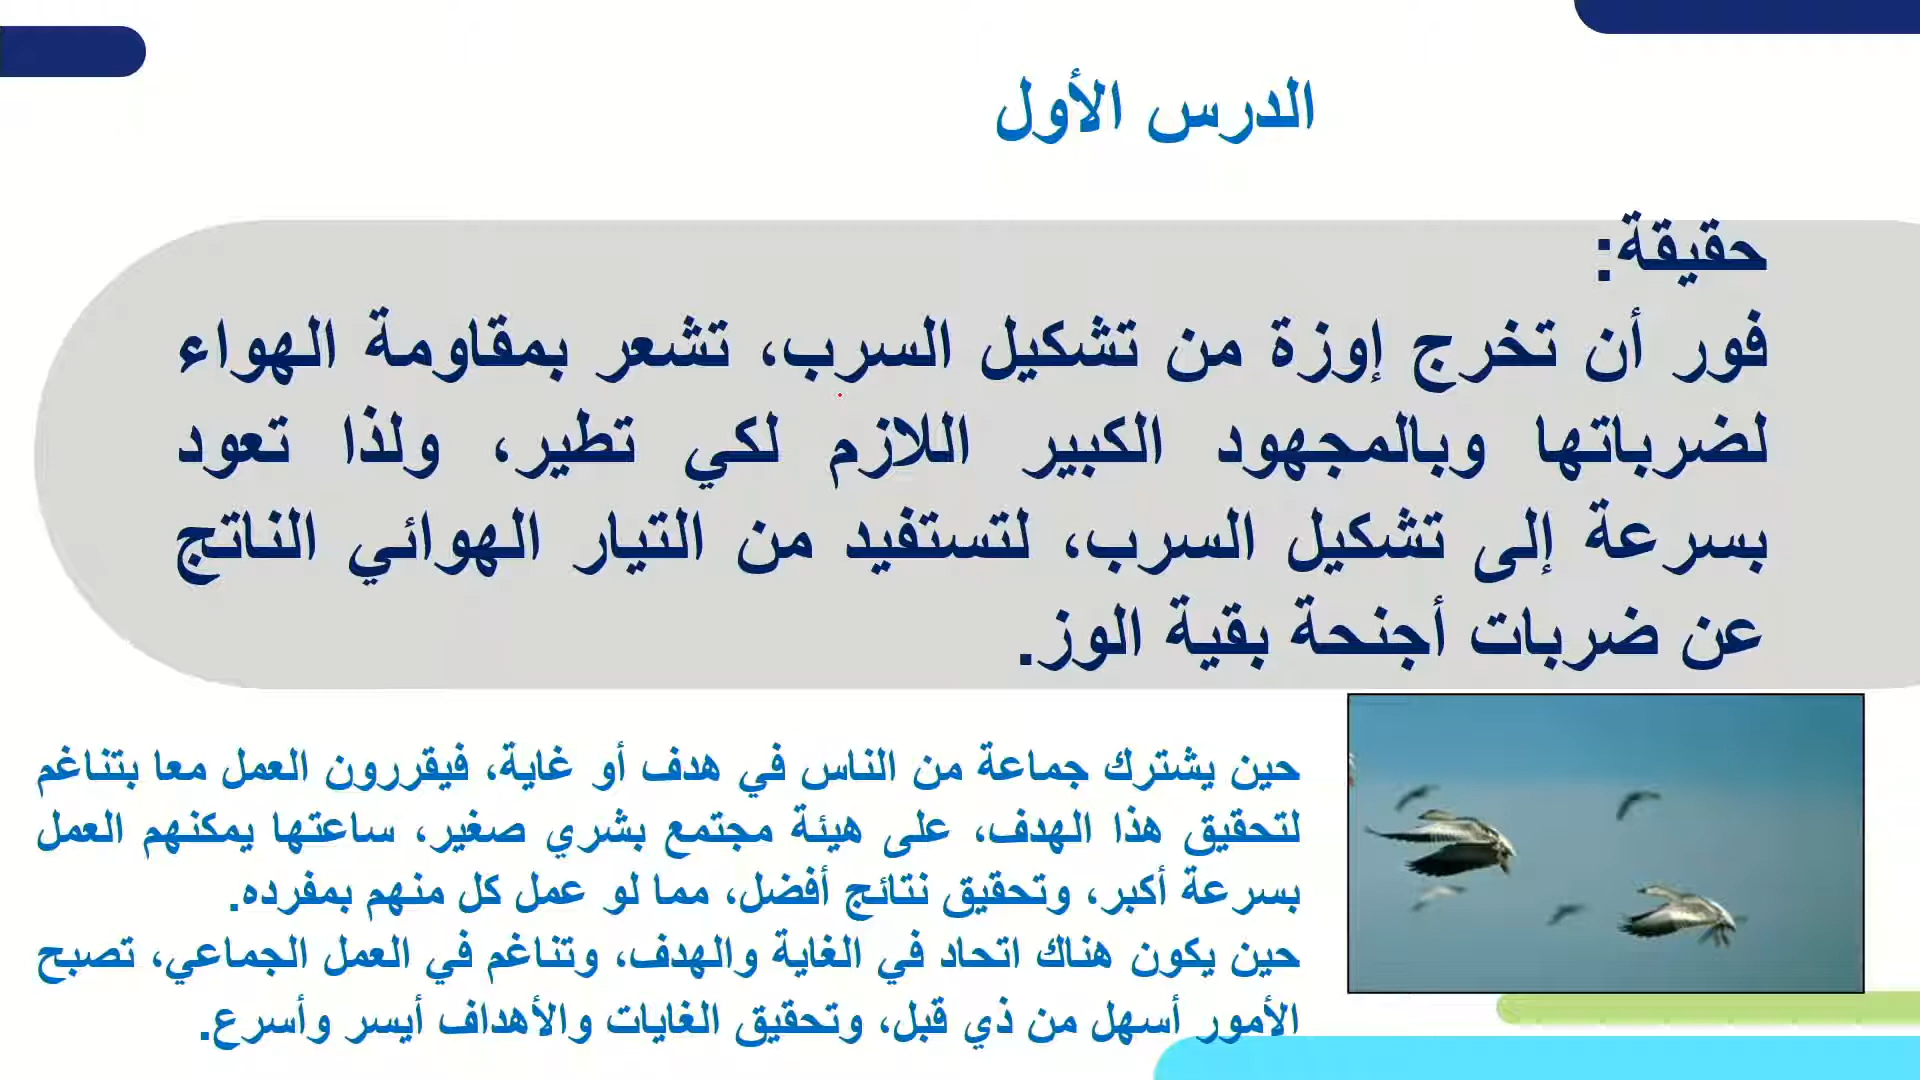 الدرس الأول
حقيقة:
فور أن تخرج إوزة من تشكيل السرب، تشعر بمقاومة الهواء
لضرباتها وبالمجهود الكبير اللازم لكي تطير، ولذا تعود
بسرعة إلى تشكيل السرب، لتستفيد من التيار الهوائي الناتج
عن ضربات أجنحة بقية الوز.
حين يشترك جماعة من الناس في هدف أو غاية، فيقررون العمل معا بتناغم
لتحقيق هذا الهدف، على هيئة مجتمع بشري صغير، ساعتها يمكنهم العمل
بسرعة أكبر، وتحقيق نتائج أفضل، مما لو عمل كل منهم بمفرده.
حين يكون هناك اتحاد في الغاية والهدف، وتناغم في العمل الجماعي، تصبح
الأمور أسهل من ذي قبل، وتحقيق الغايات والأهداف أيسر وأسرع.